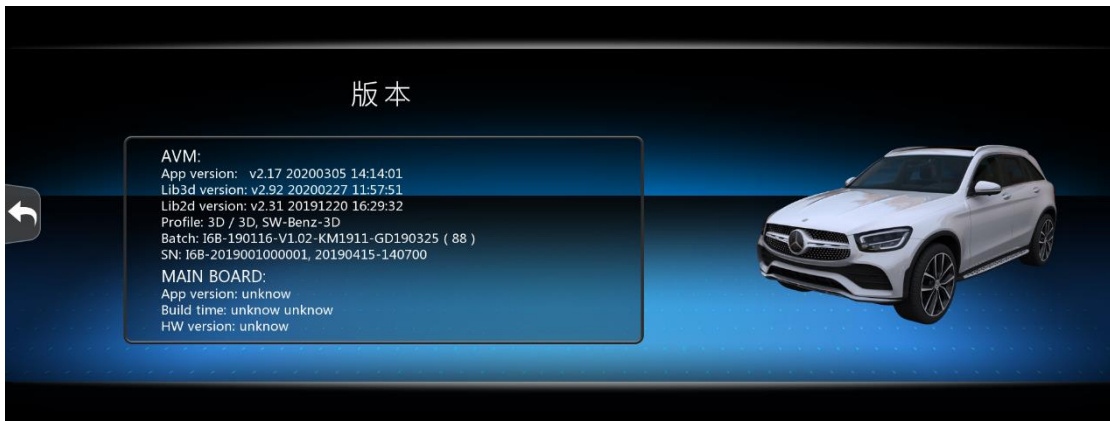 版本
AVM:
App version: v2.17 20200305 14:14:01
Lib3d version: v2.92 20200227 11:57:51
Lib2d version: v2.31 20191220 16:29:32
Profile: 3D / 3D, SW-Benz-3D
Batch: I6B-190116-V1.02-KM1911-GD190325 ( 88 )
SN: I6B-2019001000001, 20190415-140700
MAIN BOARD:
App version: unknow
Build time: unknow unknow
HW version: unknow